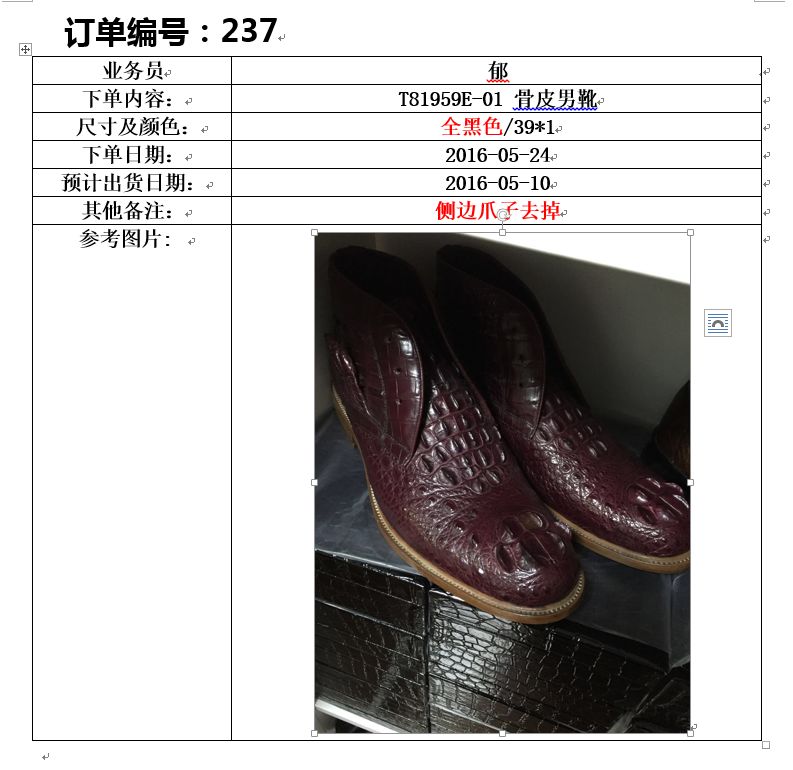 订单编号：237
业务员 郁
下单内容： T81959E-01 骨皮男靴
尺寸及颜色： 全黑色/39*1
下单日期： 2016-05-24
预计出货日期： 2016-05-10
其他备注： 侧边爪子去掉
参考图片：